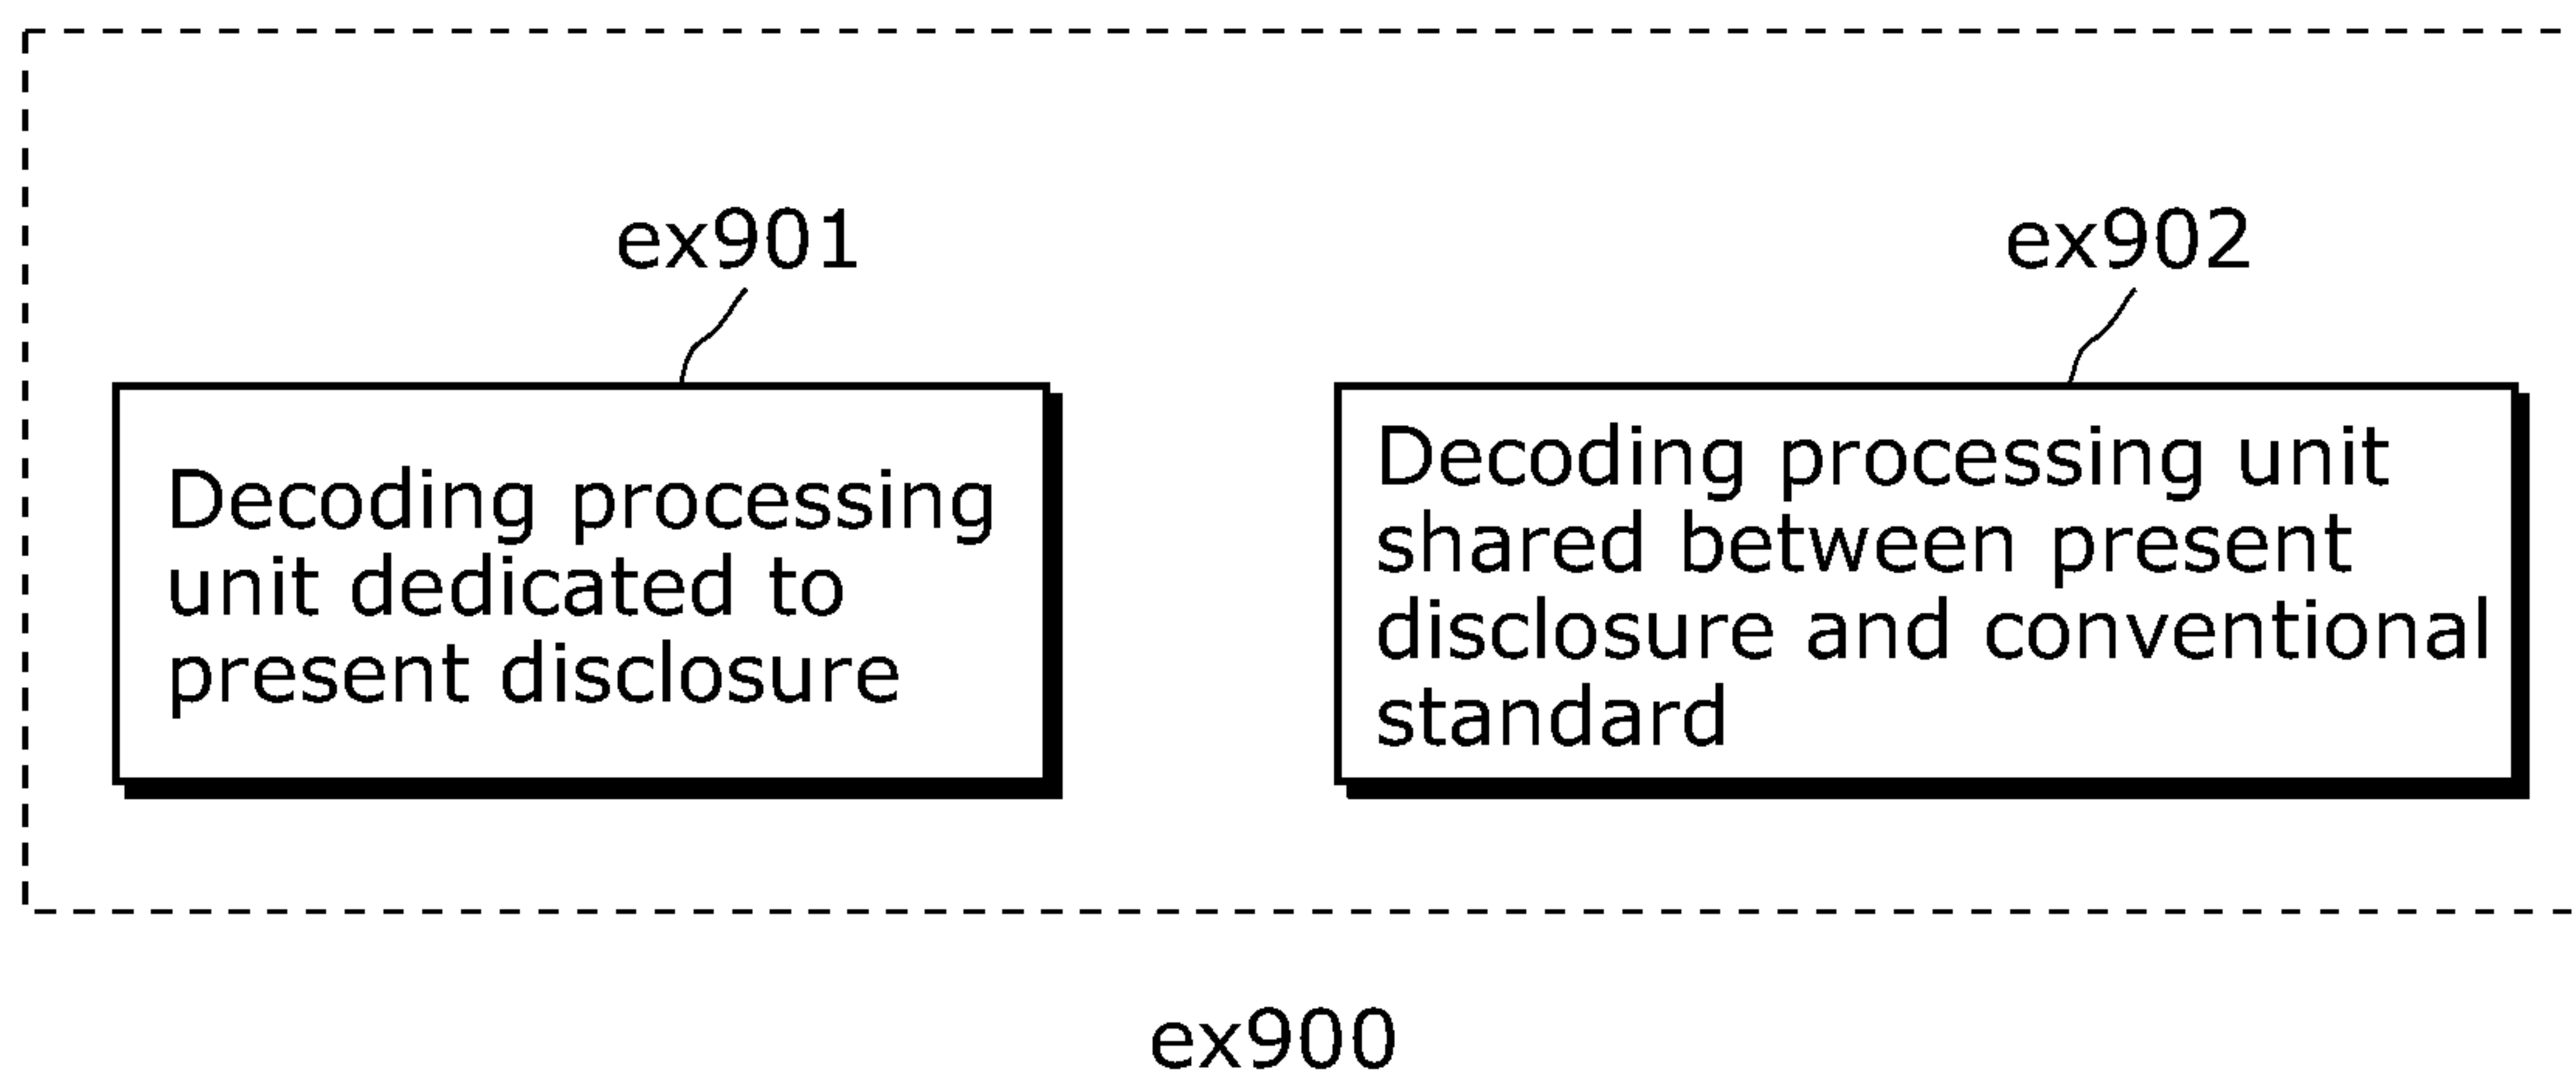 ex901
ex902
Decoding processing
unit dedicated to
present disclosure
Decoding processing unit
shared between present
disclosure and conventional
standard
ex900